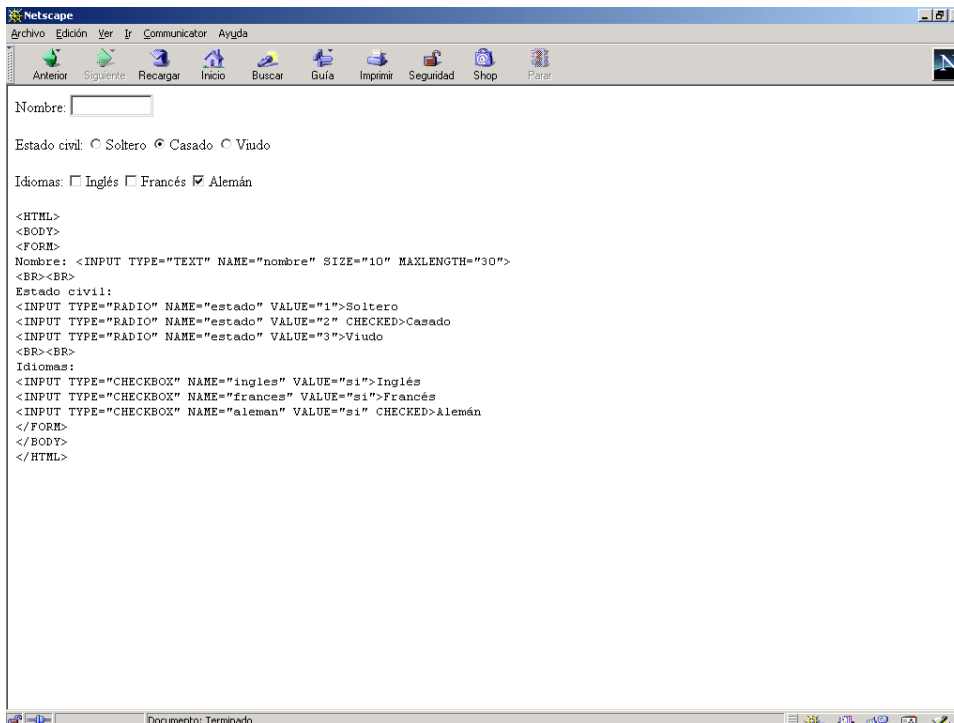 Netscape
Archivo Edición Ver Ir Communicator Ayuda
Anterior Siguiente Recargar Inicio Buscar Guía Imprimir Seguridad Shop Parar
N
Nombre:
Estado civil: Soltero Casado Viudo
Idiomas: Inglés Francés Alemán
<HTML>
<BODY>
<FORM>
Nombre: <INPUT TYPE="TEXT" NAME="nombre" SIZE="10" MAXLENGTH="30">
<BR><BR>
Estado civil:
<INPUT TYPE="RADIO" NAME="estado" VALUE="1">Soltero
<INPUT TYPE="RADIO" NAME="estado" VALUE="2" CHECKED>Casado
<INPUT TYPE="RADIO" NAME="estado" VALUE="3">Viudo
<BR><BR>
Idiomas:
<INPUT TYPE="CHECKBOX" NAME="ingles" VALUE="si">Inglés
<INPUT TYPE="CHECKBOX" NAME="frances" VALUE="si">Francés
<INPUT TYPE="CHECKBOX" NAME="aleman" VALUE="si" CHECKED>Alemán
</FORM>
</BODY>
</HTML>
Documento: Terminado